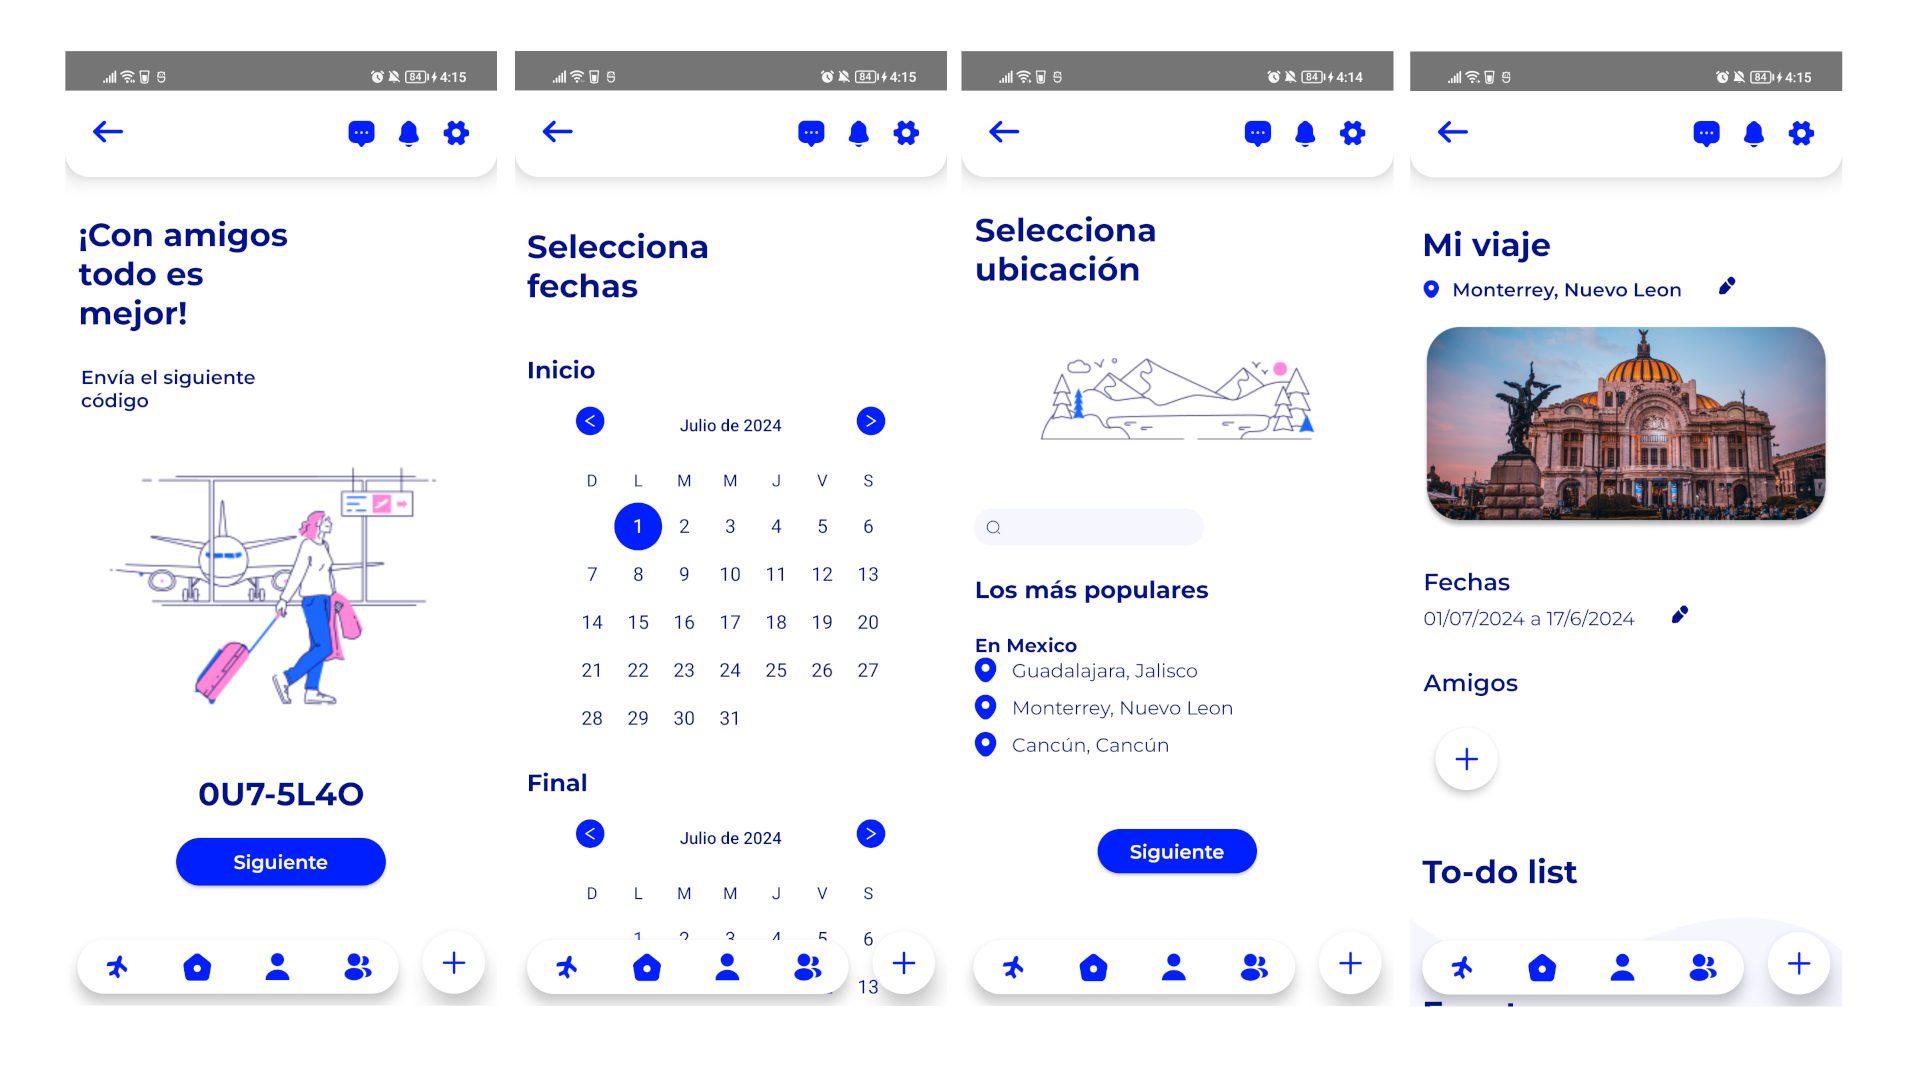 84 4:15
¡Con amigos
todo es
mejor!
Envía el siguiente
código
0U7-5L4O
Siguiente
84 4:15
Selecciona
fechas
Inicio
< Julio de 2024 >
D L M M J V S
1 2 3 4 5 6
7 8 9 10 11 12 13
14 15 16 17 18 19 20
21 22 23 24 25 26 27
28 29 30 31
Final
< Julio de 2024 >
D L M M J V S
1 2 3 4 5 6
13
84 4:14
Selecciona
ubicación
Los más populares
En Mexico
Guadalajara, Jalisco
Monterrey, Nuevo Leon
Cancún, Cancún
Siguiente
84 4:15
Mi viaje
Monterrey, Nuevo Leon
Fechas
01/07/2024 a 17/6/2024
Amigos
To-do list